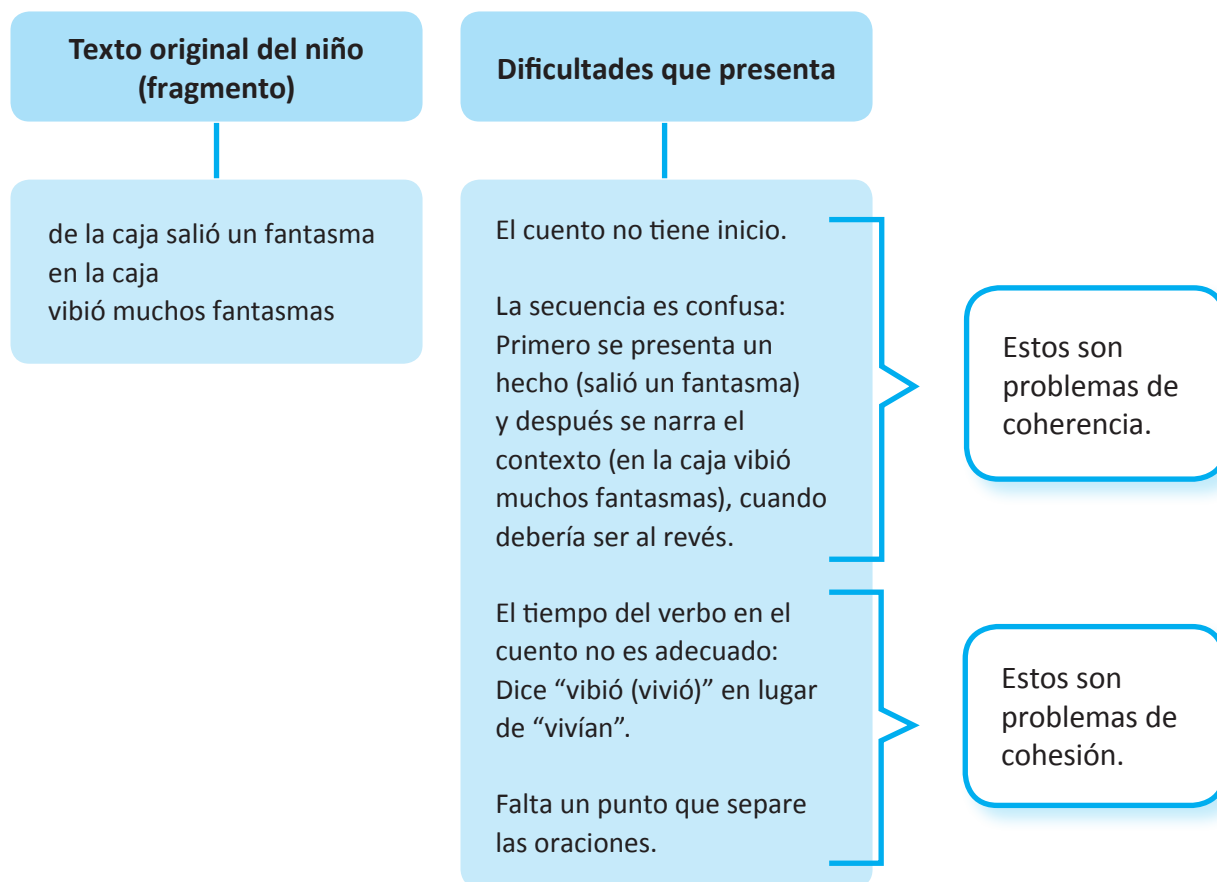 Texto original del niño
(fragmento)
de la caja salió un fantasma
en la caja
vibió muchos fantasmas
Dificultades que presenta
El cuento no tiene inicio.
La secuencia es confusa:
Primero se presenta un
hecho (salió un fantasma)
y después se narra el
contexto (en la caja vibió
muchos fantasmas), cuando
debería ser al revés.
El tiempo del verbo en el
cuento no es adecuado:
Dice “vibió (vivió)” en lugar
de “vivían”.
Falta un punto que separe
las oraciones.
Estos son
problemas de
coherencia.
Estos son
problemas de
cohesión.